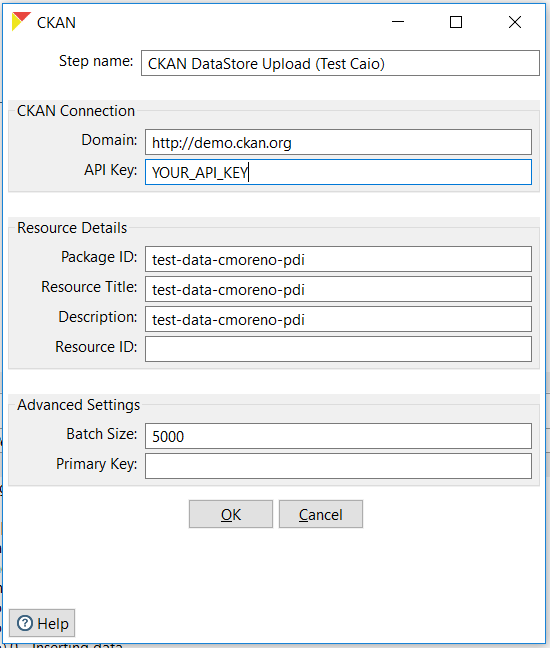 CKAN
Step name: CKAN DataStore Upload (Test Caio)
CKAN Connection
Domain: http://demo.ckan.org
API Key: YOUR_API_KEY
Resource Details
Package ID: test-data-cmoreno-pdi
Resource Title: test-data-cmoreno-pdi
Description: test-data-cmoreno-pdi
Resource ID:
Advanced Settings
Batch Size: 5000
Primary Key:
OK Cancel
Help